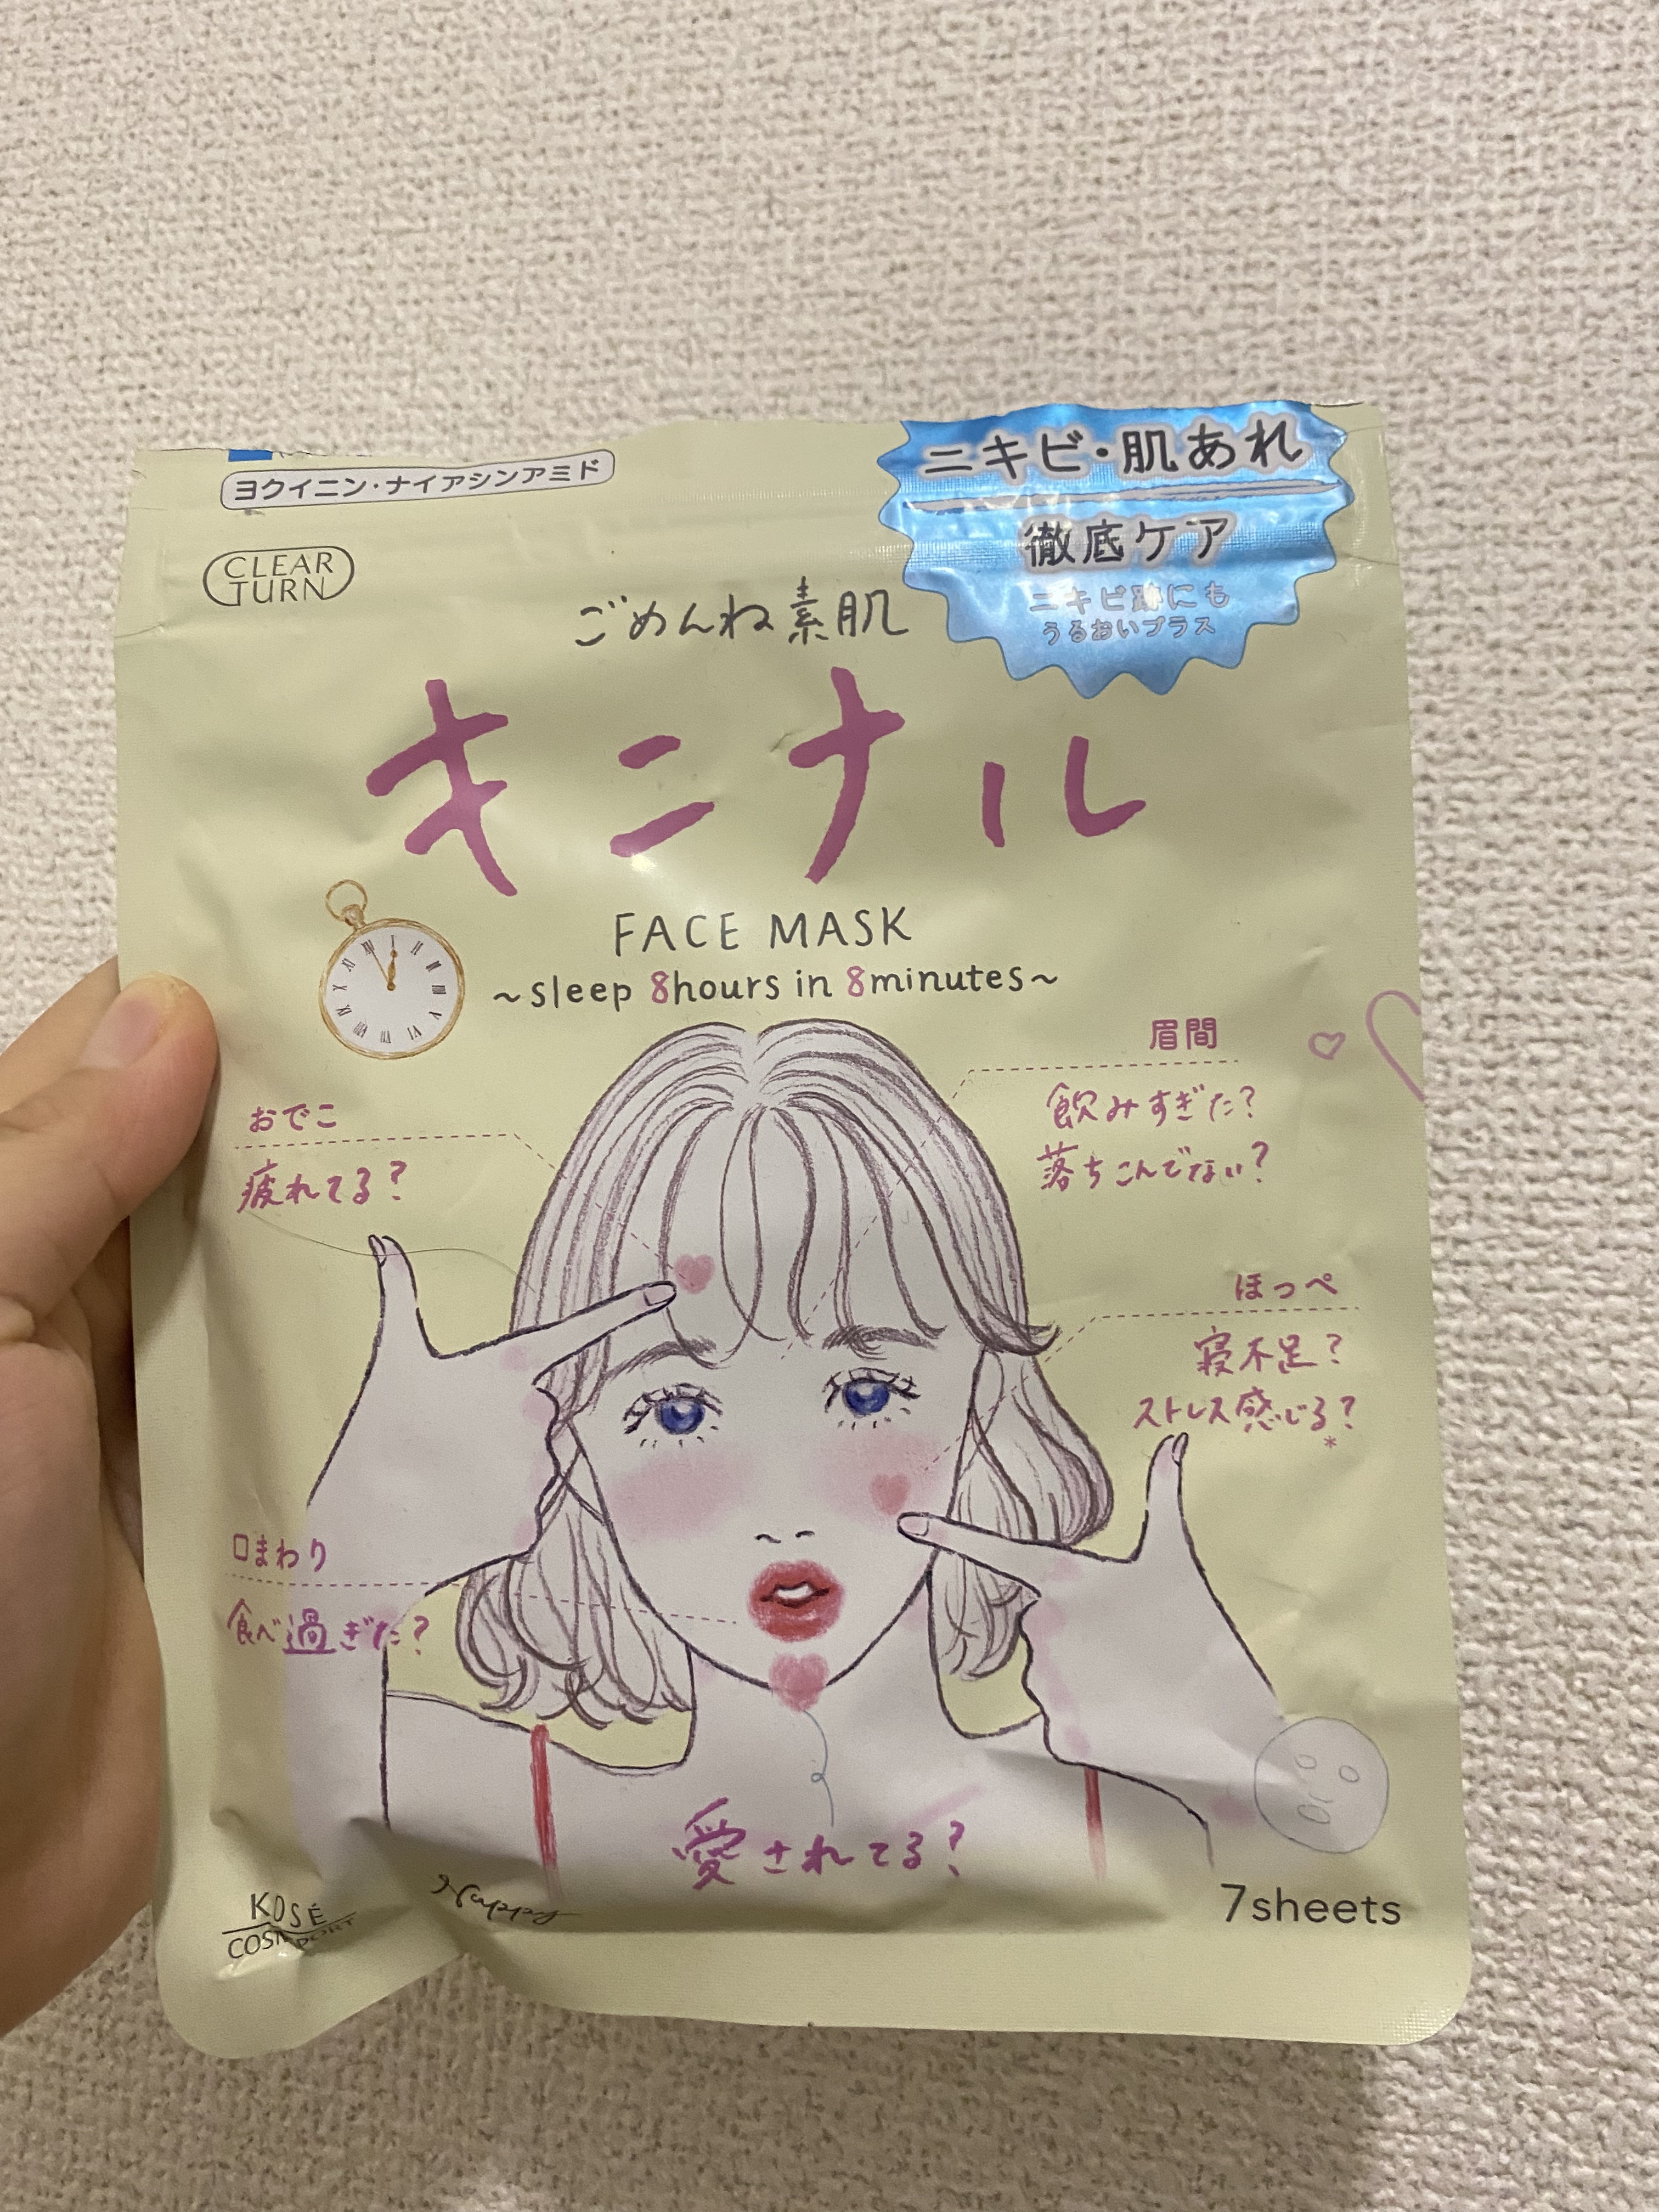 ヨクイニン・ナイアシンアミド
ニキビ・肌あれ
徹底ケア
ニキビ跡にも
うるおいプラス
CLEAR
TURN
ごめんね素肌
キニナル
FACE MASK
～sleep 8hours in 8minutes～
眉間
飲みすぎた?
落ちこんでない?
おでこ
疲れてる?
ほっぺ
寝不足?
ストレス感じる?
*
口まわり
食べ過ぎた?
愛されてる?
KOSÉ
COSMEPORT
Happy
7sheets